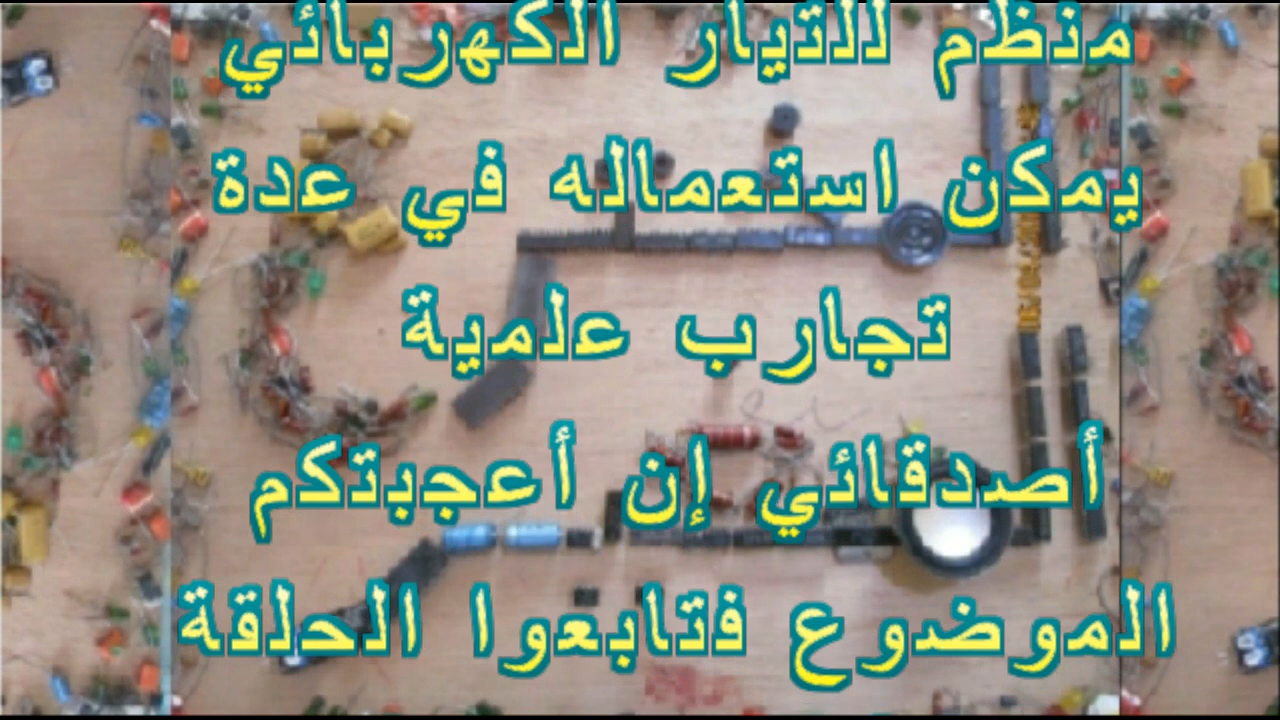 منظم للتيار الكهربائي
يمكن استعماله في عدة
تجارب علمية
أصدقائي إن أعجبتكم
الموضوع فتابعوا الحلقة